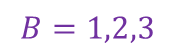 B = 1,2,3